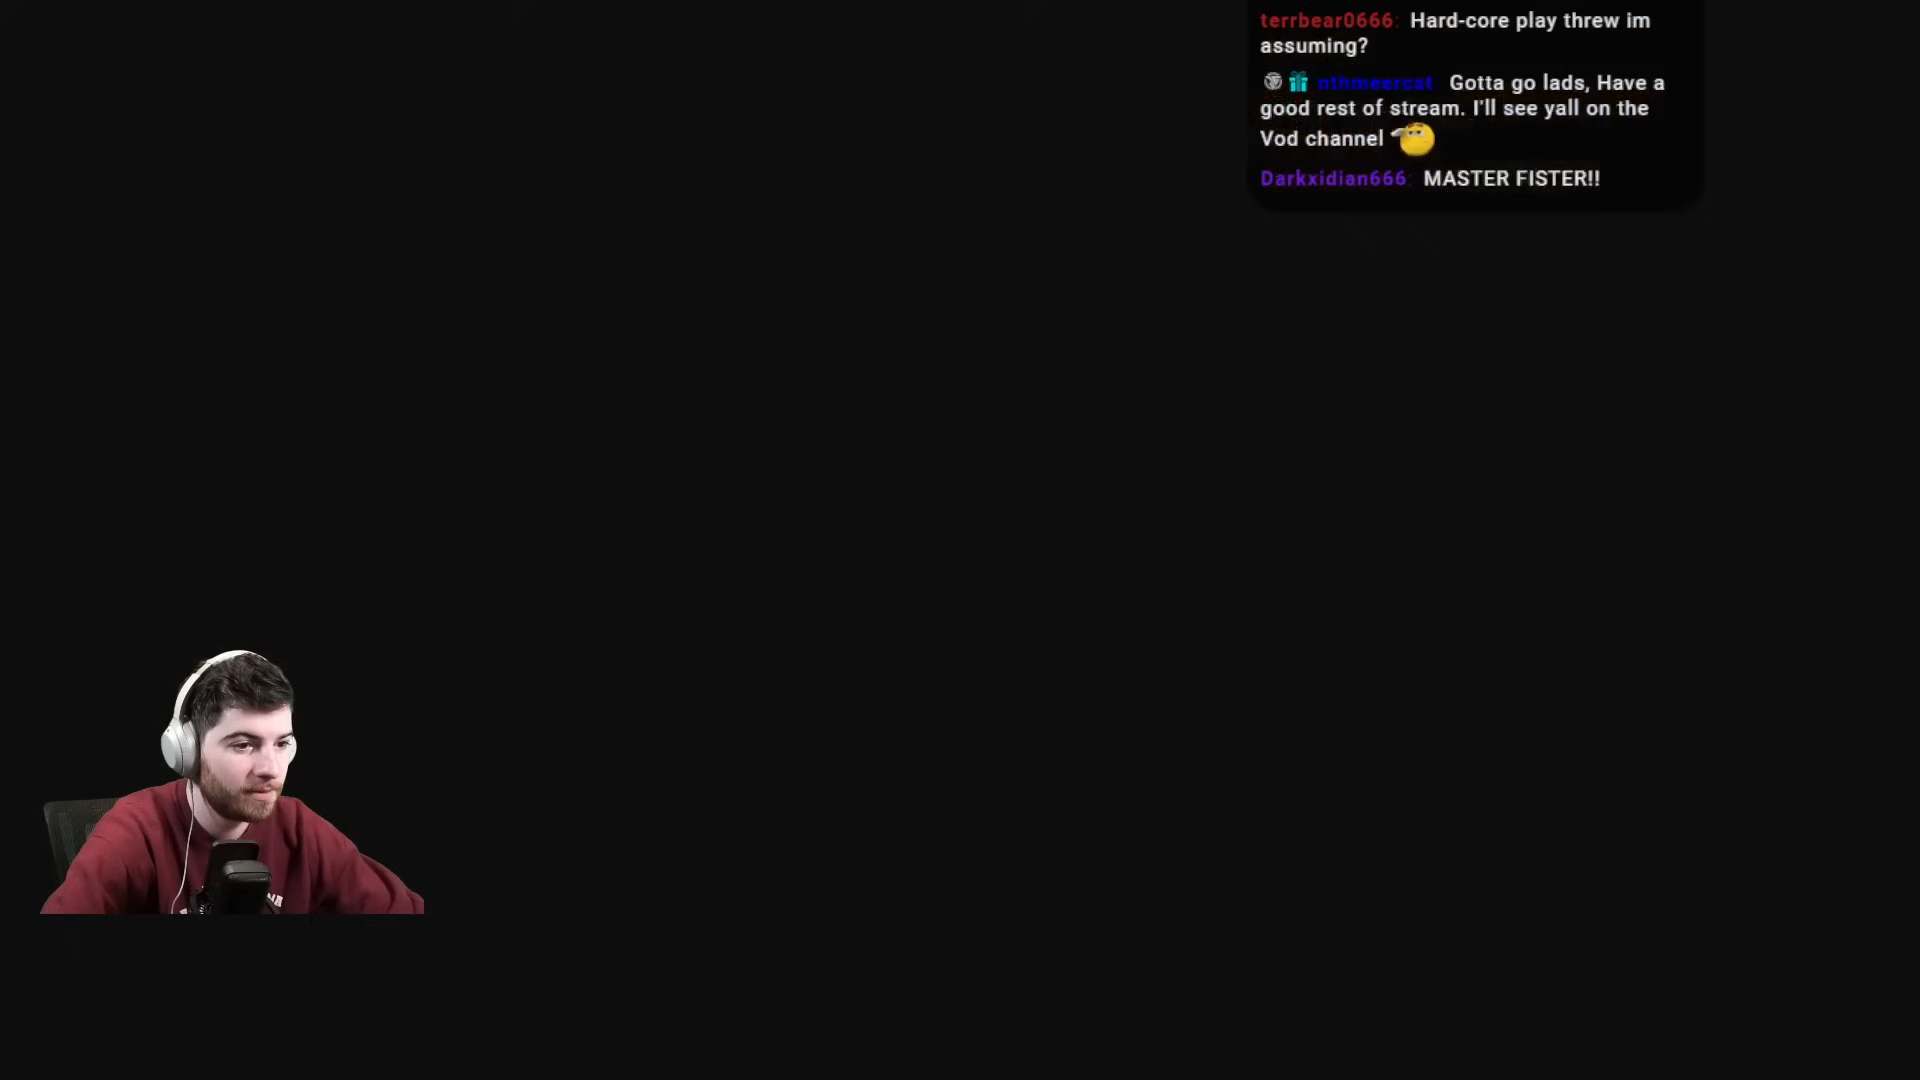 terrbear0666: Hard-core play threw im
assuming?
nthmeercat: Gotta go lads, Have a
good rest of stream. I'll see yall on the
Vod channel
Darkxidian666: MASTER FISTER!!